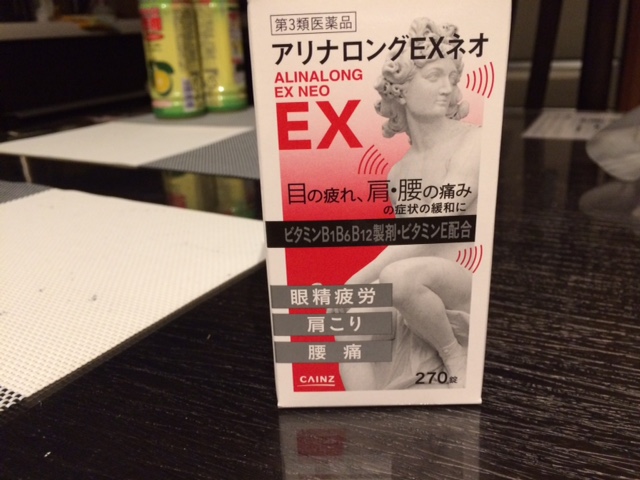 第3類医薬品
アリナロングEXネオ
ALINALONG
EX NEO
EX
目の疲れ、肩・腰の痛み
の症状の緩和に
ビタミンB1B6B12製剤・ビタミンE配合
眼精疲労
肩こり
腰痛
CAINZ
270錠